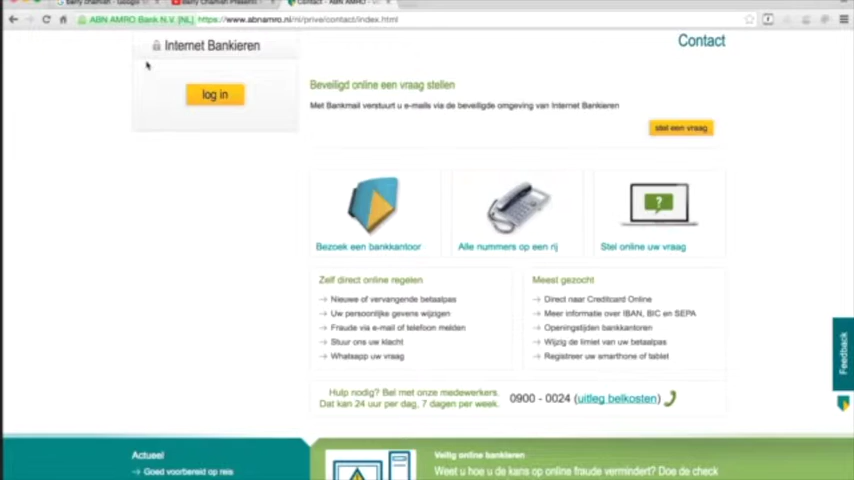 Contact - ABN AMRO -
ABN AMRO Bank N.V. [NL] https://www.abnamro.nl/nl/prive/contact/index.html
Internet Bankieren
log in
Contact
Beveiligd online een vraag stellen
Met Bankmail verstuurt u e-mails via de beveiligde omgeving van Internet Bankieren
stel een vraag
Bezoek een bankkantoor
Alle nummers op een rij
?
Stel online uw vraag
Zelf direct online regelen
→ Nieuwe of vervangende betaalpas
→ Uw persoonlijke gegevens wijzigen
→ Fraude via e-mail of telefoon melden
→ Stuur ons uw klacht
→ Whatsapp uw vraag
Meest gezocht
→ Direct naar Creditcard Online
→ Meer informatie over IBAN, BIC en SEPA
→ Openingstijden bankkantoren
→ Wijzig de limiet van uw betaalpas
→ Registreer uw smarthone of tablet
Hulp nodig? Bel met onze medewerkers.
Dat kan 24 uur per dag, 7 dagen per week.
0900 - 0024 (uitleg belkosten)
Feedback
Actueel
→ Goed voorbereid op reis
Veilig online bankieren
Weet u hoe u de kans op online fraude vermindert? Doe de check